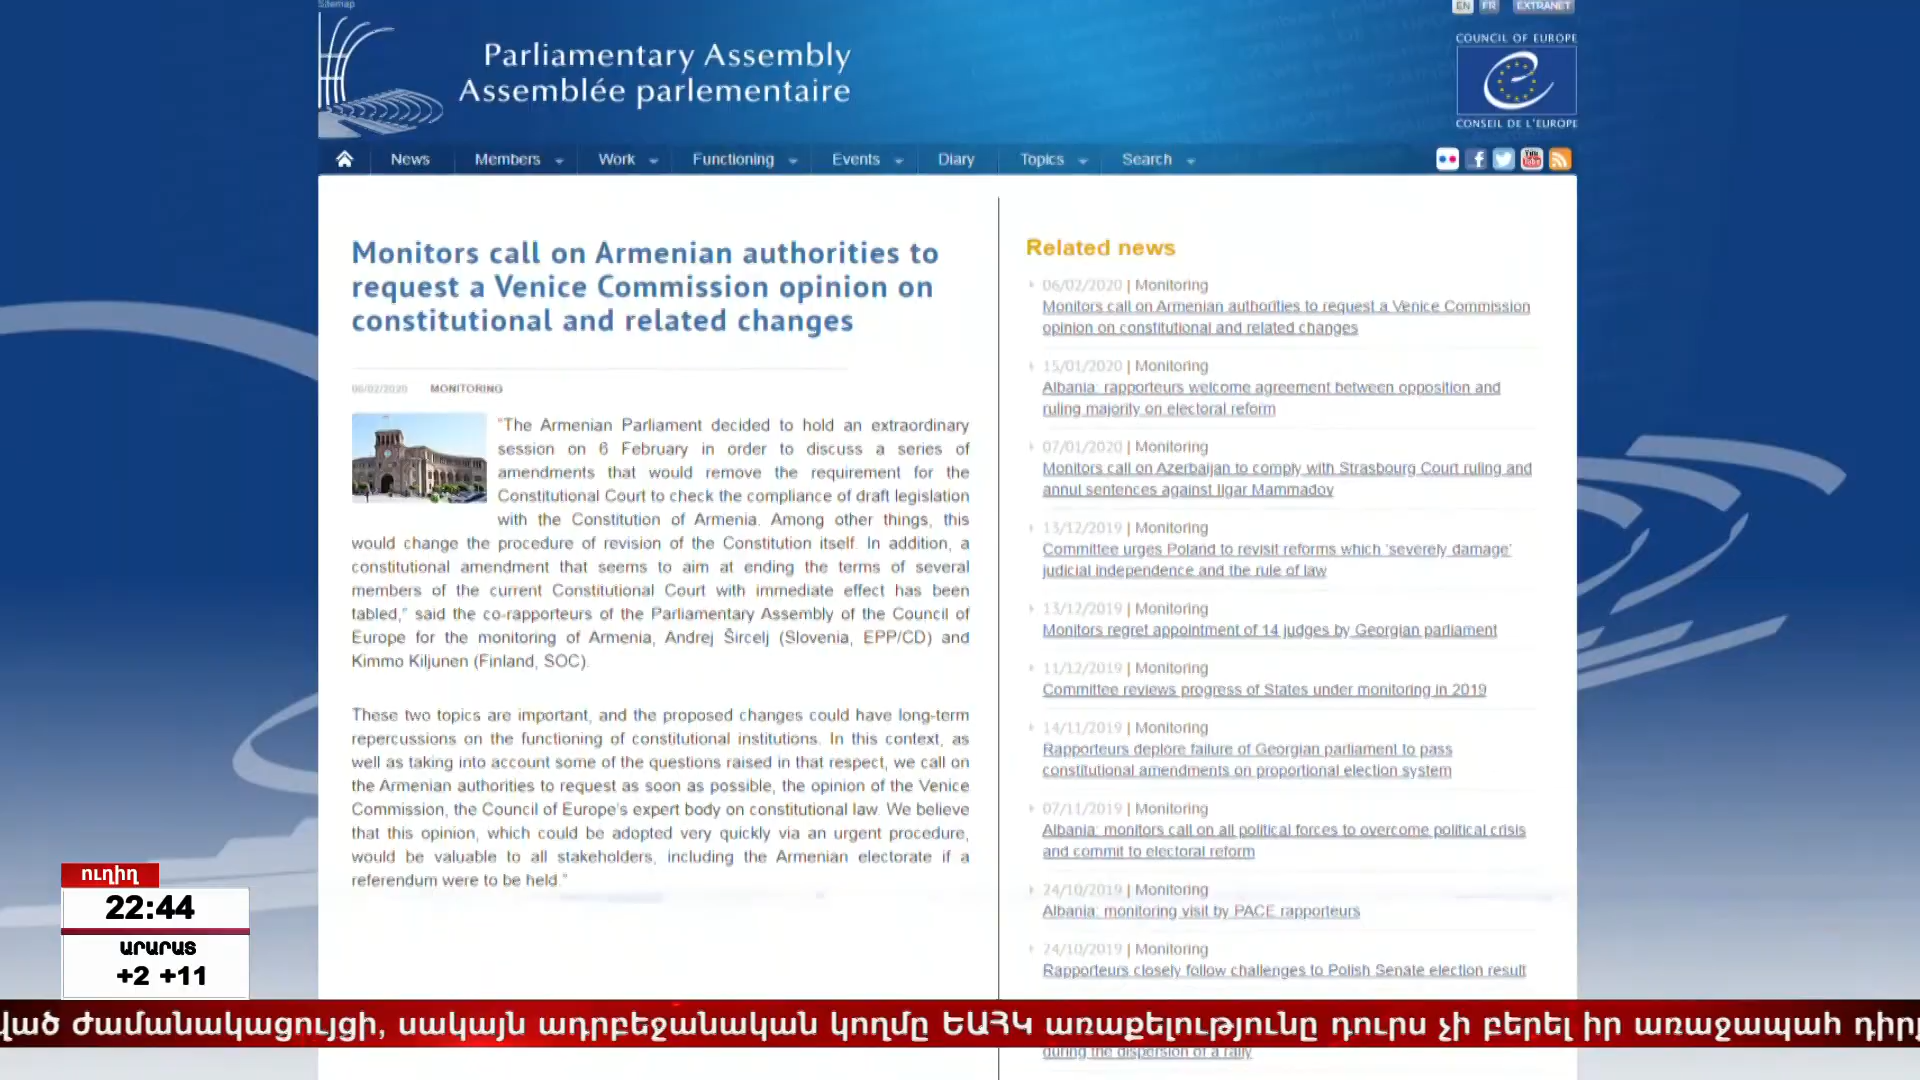 Sitemap
EN FR EXTRANET
Parliamentary Assembly
Assemblée parlementaire
COUNCIL OF EUROPE
CONSEIL DE L'EUROPE
News Members Work Functioning Events Diary Topics Search
Monitors call on Armenian authorities to
request a Venice Commission opinion on
constitutional and related changes
06/02/2020 MONITORING
"The Armenian Parliament decided to hold an extraordinary
session on 6 February in order to discuss a series of
amendments that would remove the requirement for the
Constitutional Court to check the compliance of draft legislation
with the Constitution of Armenia. Among other things, this
would change the procedure of revision of the Constitution itself. In addition, a
constitutional amendment that seems to aim at ending the terms of several
members of the current Constitutional Court with immediate effect has been
tabled," said the co-rapporteurs of the Parliamentary Assembly of the Council of
Europe for the monitoring of Armenia, Andrej Šircelj (Slovenia, EPP/CD) and
Kimmo Kiljunen (Finland, SOC).
These two topics are important, and the proposed changes could have long-term
repercussions on the functioning of constitutional institutions. In this context, as
well as taking into account some of the questions raised in that respect, we call on
the Armenian authorities to request as soon as possible, the opinion of the Venice
Commission, the Council of Europe's expert body on constitutional law. We believe
that this opinion, which could be adopted very quickly via an urgent procedure,
would be valuable to all stakeholders, including the Armenian electorate if a
referendum were to be held."
Related news
06/02/2020 | Monitoring
Monitors call on Armenian authorities to request a Venice Commission
opinion on constitutional and related changes
15/01/2020 | Monitoring
Albania: rapporteurs welcome agreement between opposition and
ruling majority on electoral reform
07/01/2020 | Monitoring
Monitors call on Azerbaijan to comply with Strasbourg Court ruling and
annul sentences against Ilgar Mammadov
13/12/2019 | Monitoring
Committee urges Poland to revisit reforms which 'severely damage'
judicial independence and the rule of law
13/12/2019 | Monitoring
Monitors regret appointment of 14 judges by Georgian parliament
11/12/2019 | Monitoring
Committee reviews progress of States under monitoring in 2019
14/11/2019 | Monitoring
Rapporteurs deplore failure of Georgian parliament to pass
constitutional amendments on proportional election system
07/11/2019 | Monitoring
Albania: monitors call on all political forces to overcome political crisis
and commit to electoral reform
24/10/2019 | Monitoring
Albania: monitoring visit by PACE rapporteurs
24/10/2019 | Monitoring
Rapporteurs closely follow challenges to Polish Senate election result
during the dispersion of a rally
ուղիղ
22:44
ԱՐԱՐԱՏ
+2 +11
ված ժամանակացույցի, սակայն ադրբեջանական կողմը ԵԱՀԿ առաքելությունը դուրս չի բերել իր առաջապահ դիրք